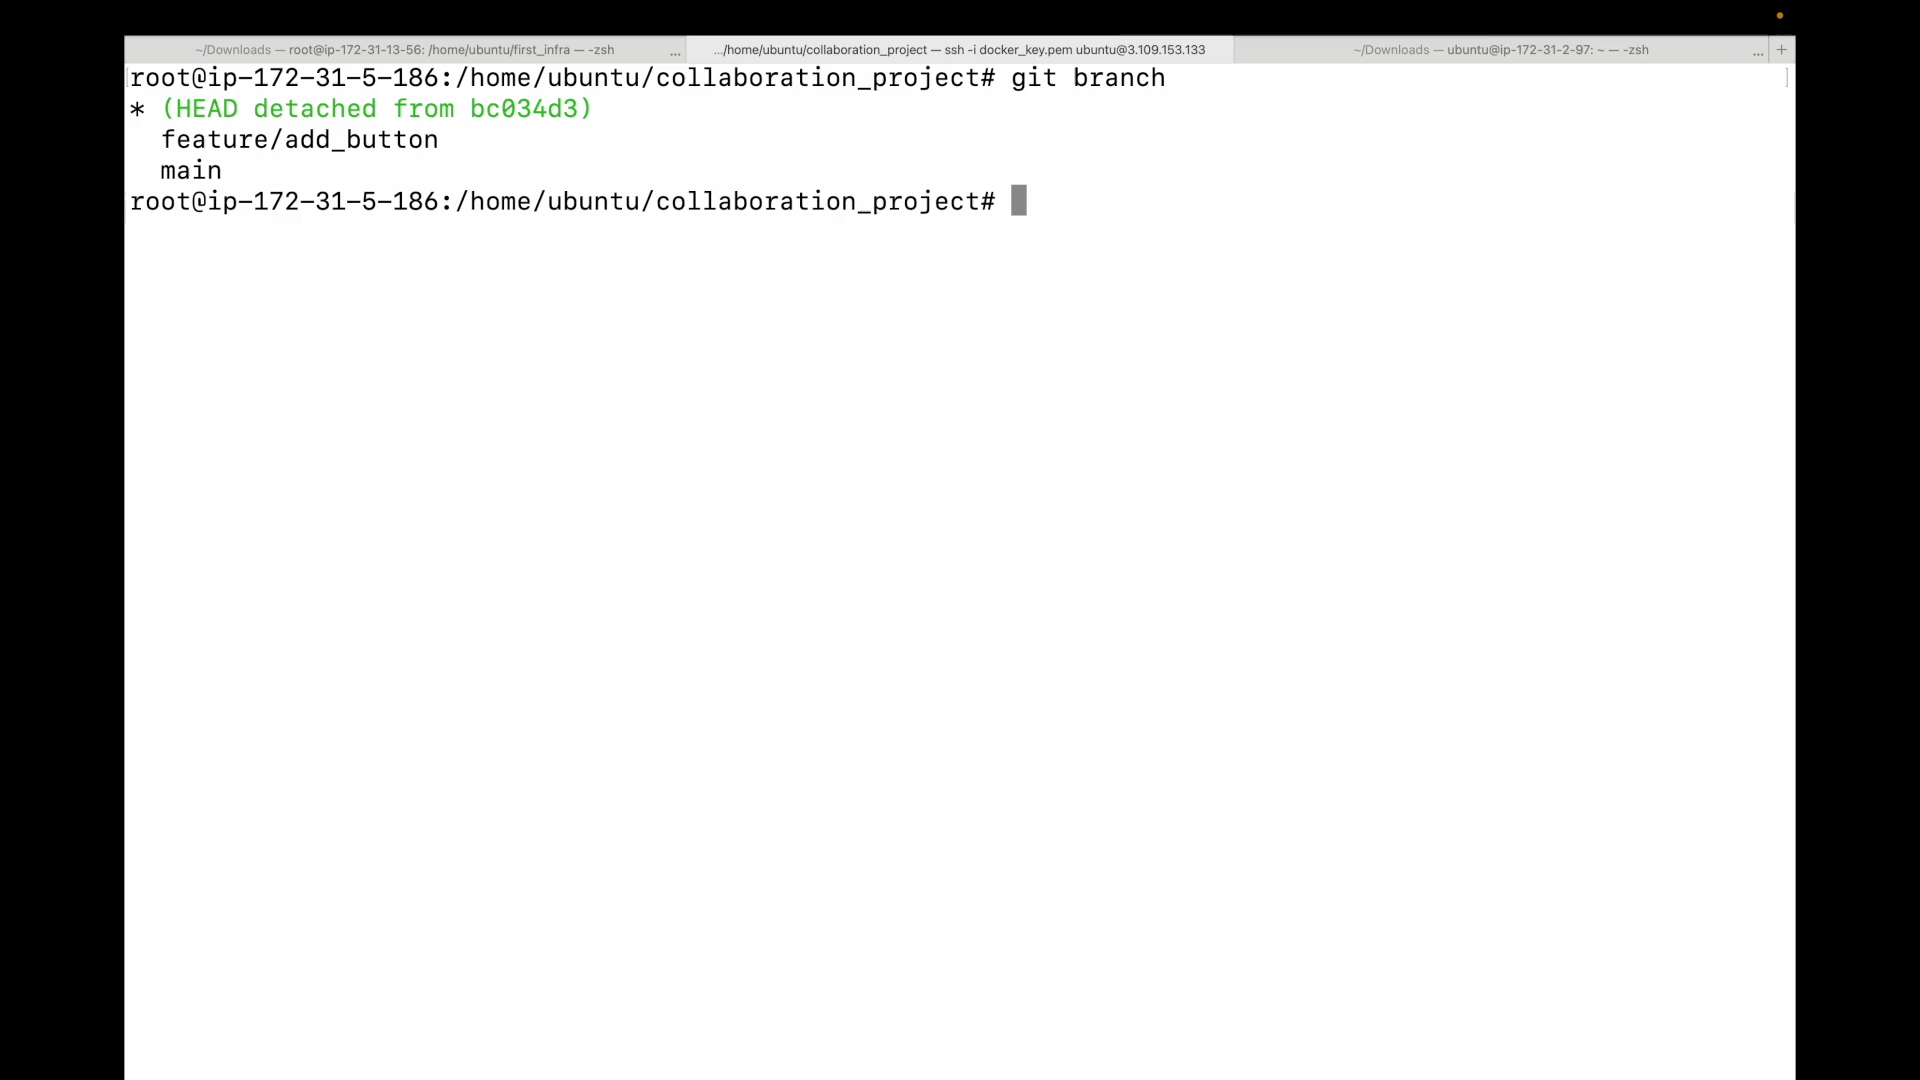 ~/Downloads — root@ip-172-31-13-56: /home/ubuntu/first_infra — -zsh ... .../home/ubuntu/collaboration_project — ssh -i docker_key.pem ubuntu@3.109.153.133 ~/Downloads — ubuntu@ip-172-31-2-97: ~ — -zsh ... +
root@ip-172-31-5-186:/home/ubuntu/collaboration_project# git branch
* (HEAD detached from bc034d3)
  feature/add_button
  main
root@ip-172-31-5-186:/home/ubuntu/collaboration_project#